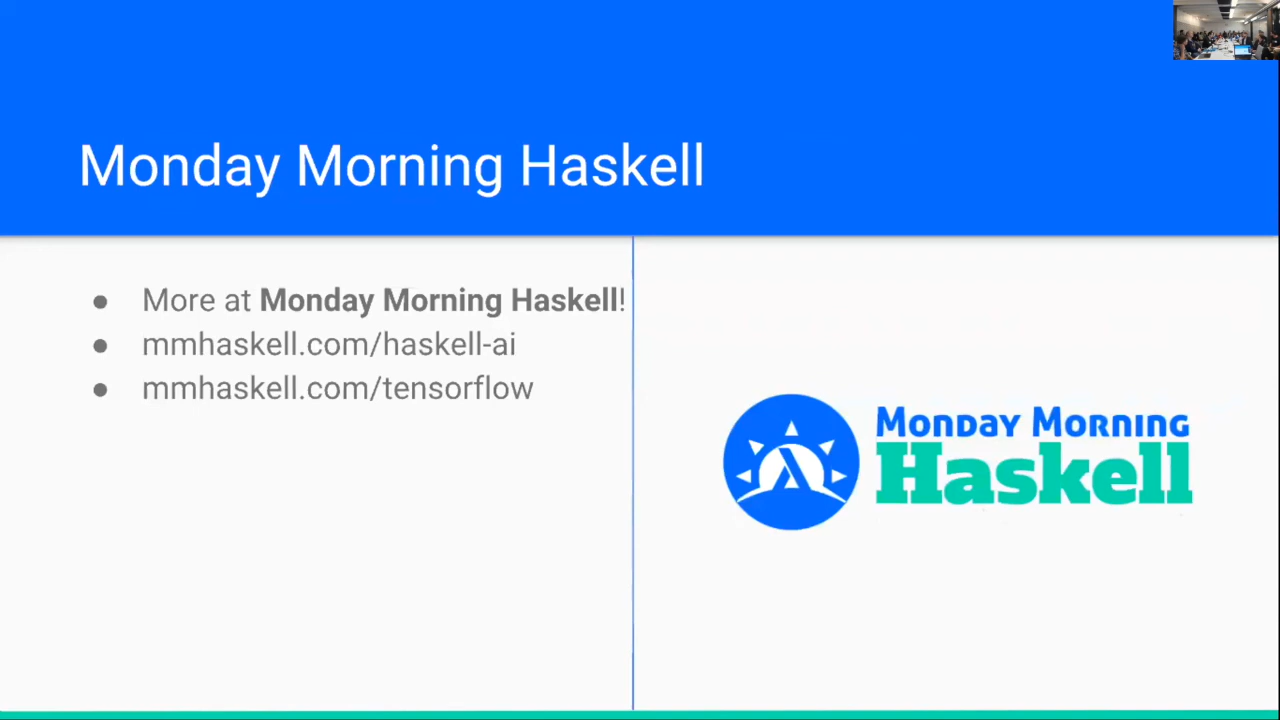 Monday Morning Haskell
● More at Monday Morning Haskell!
● mmhaskell.com/haskell-ai
● mmhaskell.com/tensorflow
Monday Morning
Haskell